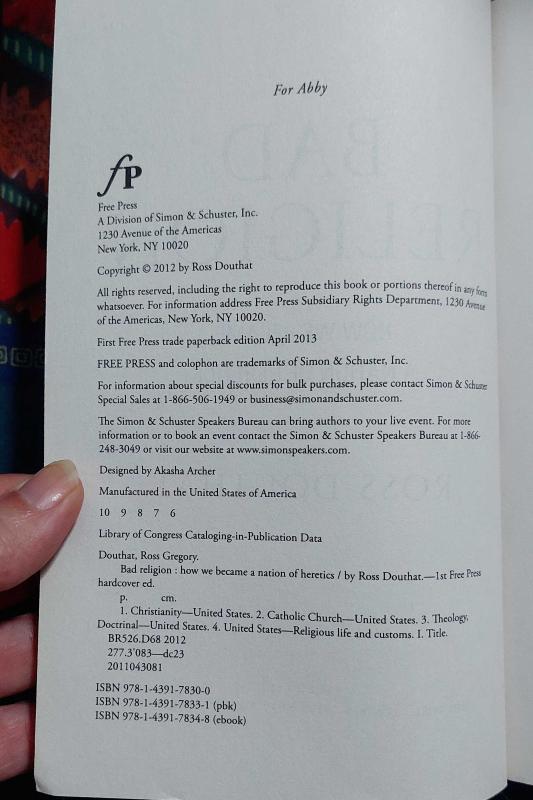 For Abby
fP
Free Press
A Division of Simon & Schuster, Inc.
1230 Avenue of the Americas
New York, NY 10020
Copyright © 2012 by Ross Douthat
All rights reserved, including the right to reproduce this book or portions thereof in any form
whatsoever. For information address Free Press Subsidiary Rights Department, 1230 Avenue
of the Americas, New York, NY 10020.
First Free Press trade paperback edition April 2013
FREE PRESS and colophon are trademarks of Simon & Schuster, Inc.
For information about special discounts for bulk purchases, please contact Simon & Schuster
Special Sales at 1-866-506-1949 or business@simonandschuster.com.
The Simon & Schuster Speakers Bureau can bring authors to your live event. For more
information or to book an event contact the Simon & Schuster Speakers Bureau at 1-866-
248-3049 or visit our website at www.simonspeakers.com.
Designed by Akasha Archer
Manufactured in the United States of America
10 9 8 7 6
Library of Congress Cataloging-in-Publication Data
Douthat, Ross Gregory.
Bad religion : how we became a nation of heretics / by Ross Douthat.—1st Free Press
hardcover ed.
p. cm.
1. Christianity—United States. 2. Catholic Church—United States. 3. Theology,
Doctrinal—United States. 4. United States—Religious life and customs. I. Title.
BR526.D68 2012
277.3'083—dc23
2011043081
ISBN 978-1-4391-7830-0
ISBN 978-1-4391-7833-1 (pbk)
ISBN 978-1-4391-7834-8 (ebook)